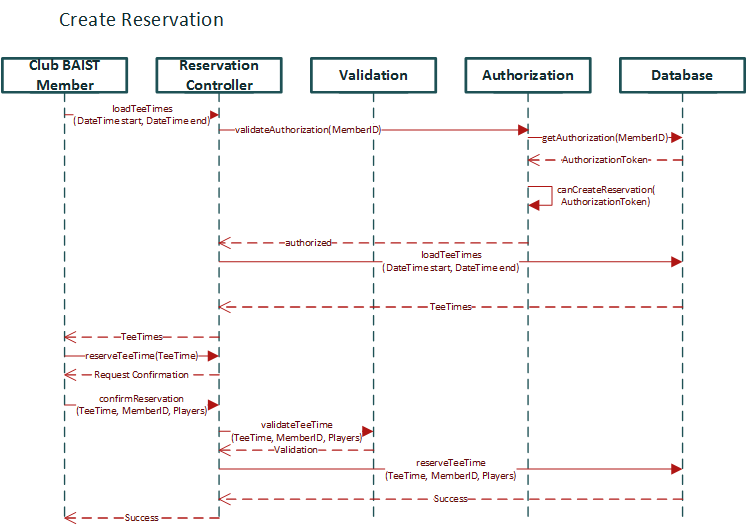 Create Reservation
Club BAIST
Member
Reservation
Controller
Validation
Authorization
Database
loadTeeTimes
(DateTime start, DateTime end)
validateAuthorization(MemberID)
getAuthorization(MemberID)
AuthorizationToken
canCreateReservation(
AuthorizationToken)
authorized
loadTeeTimes
(DateTime start, DateTime end)
TeeTimes
TeeTimes
reserveTeeTime(TeeTime)
Request Confirmation
confirmReservation
(TeeTime, MemberID, Players)
validateTeeTime
(TeeTime, MemberID, Players)
Validation
reserveTeeTime
(TeeTime, MemberID, Players)
Success
Success